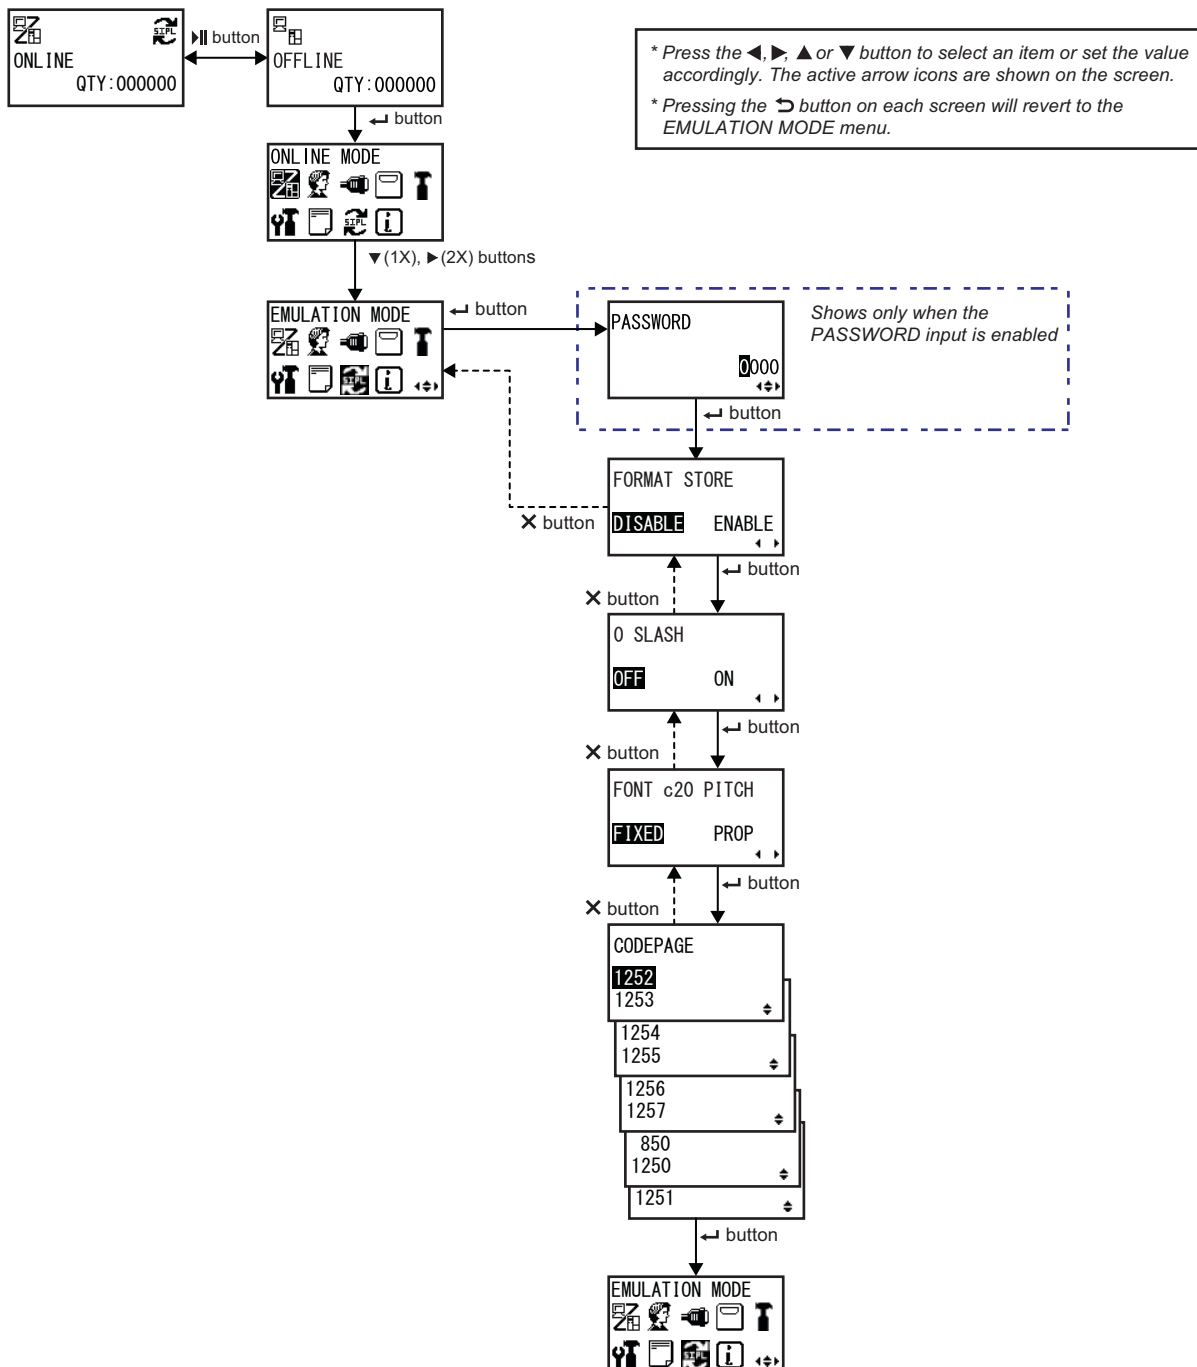 SIPL
ONLINE
QTY:000000
⏯ button
OFFLINE
QTY:000000
* Press the ◀, ▶, ▲ or ▼ button to select an item or set the value
accordingly. The active arrow icons are shown on the screen.
* Pressing the ⮌ button on each screen will revert to the
EMULATION MODE menu.
↵ button
ONLINE MODE
SIPL
i
▼(1X), ▶(2X) buttons
EMULATION MODE
SIPL
i
↵ button
PASSWORD
0000
Shows only when the
PASSWORD input is enabled
↵ button
FORMAT STORE
DISABLE ENABLE
✕ button
↵ button
✕ button
0 SLASH
OFF ON
↵ button
✕ button
FONT c20 PITCH
FIXED PROP
↵ button
✕ button
CODEPAGE
1252
1253
1254
1255
1256
1257
850
1250
1251
↵ button
EMULATION MODE
SIPL
i